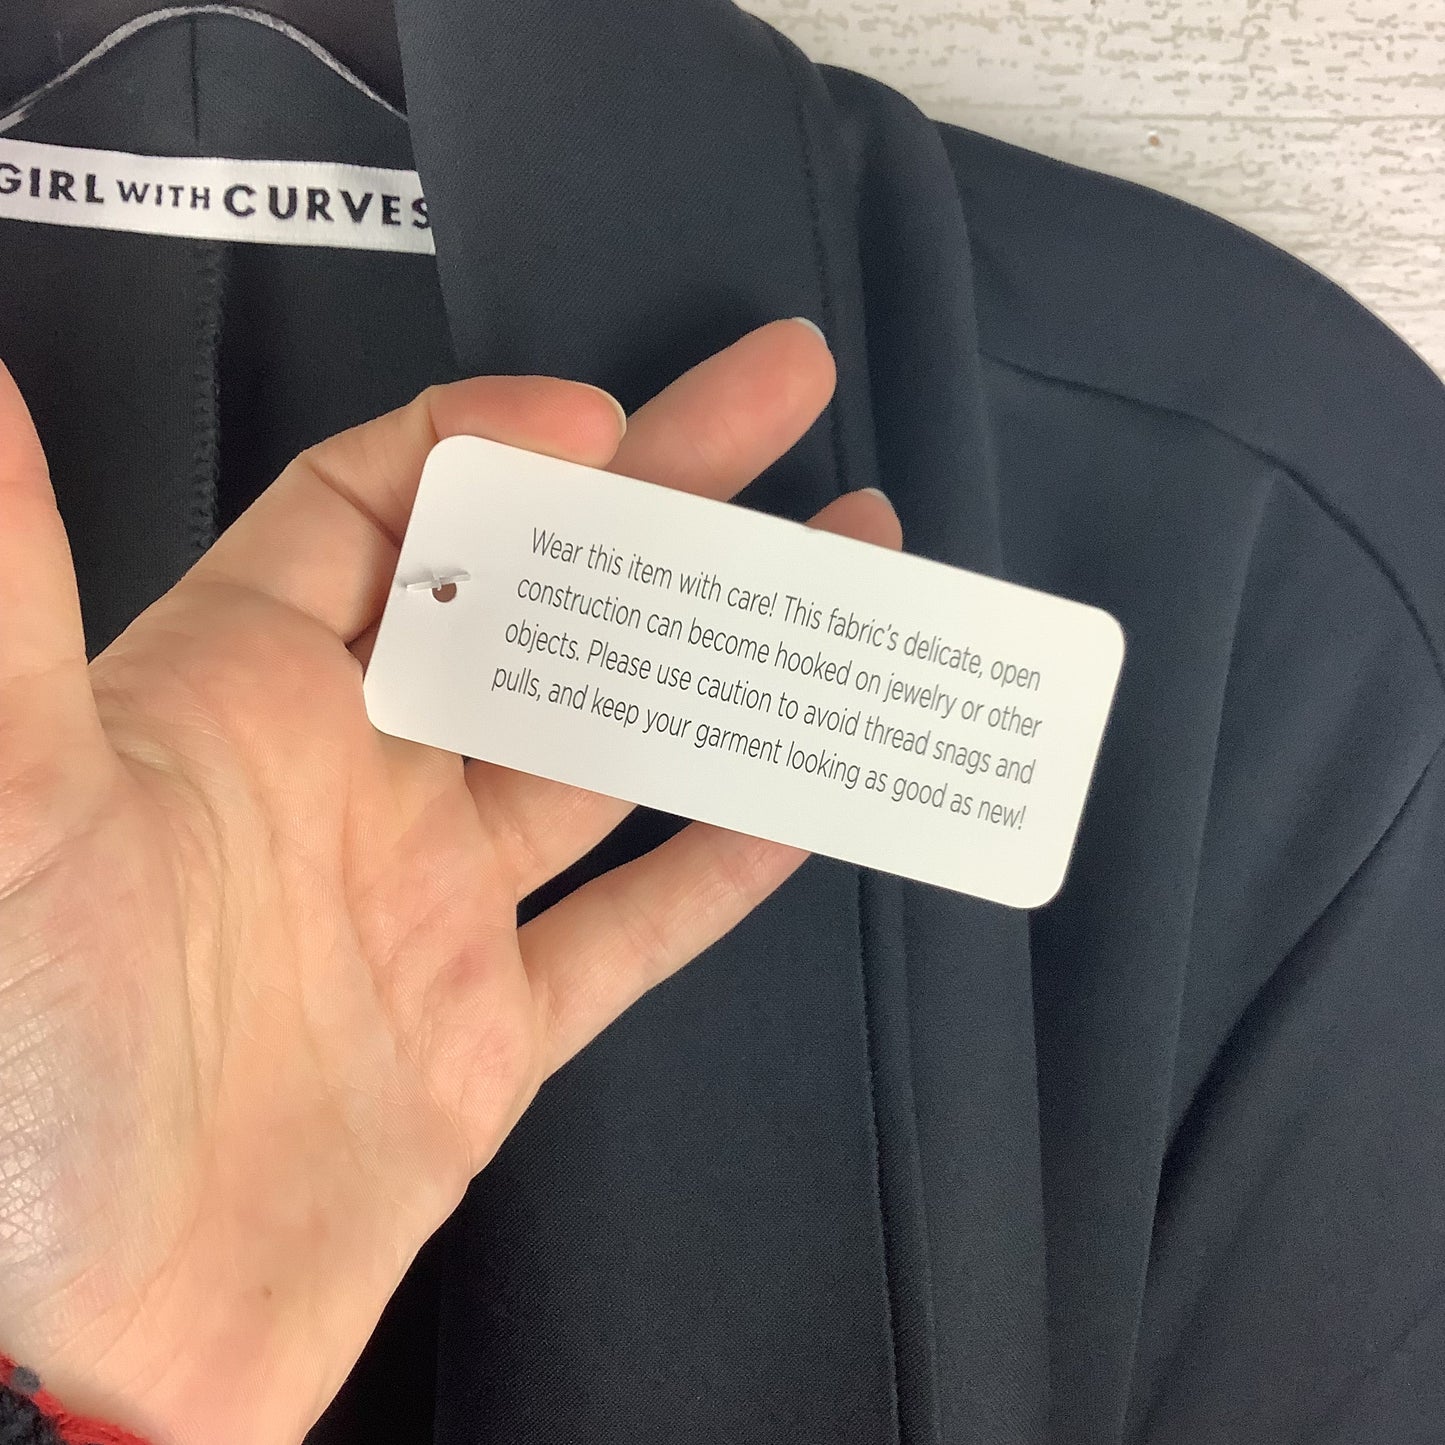 GIRL WITH CURVES
Wear this item with care! This fabric's delicate, open
construction can become hooked on jewelry or other
objects. Please use caution to avoid thread snags and
pulls, and keep your garment looking as good as new!